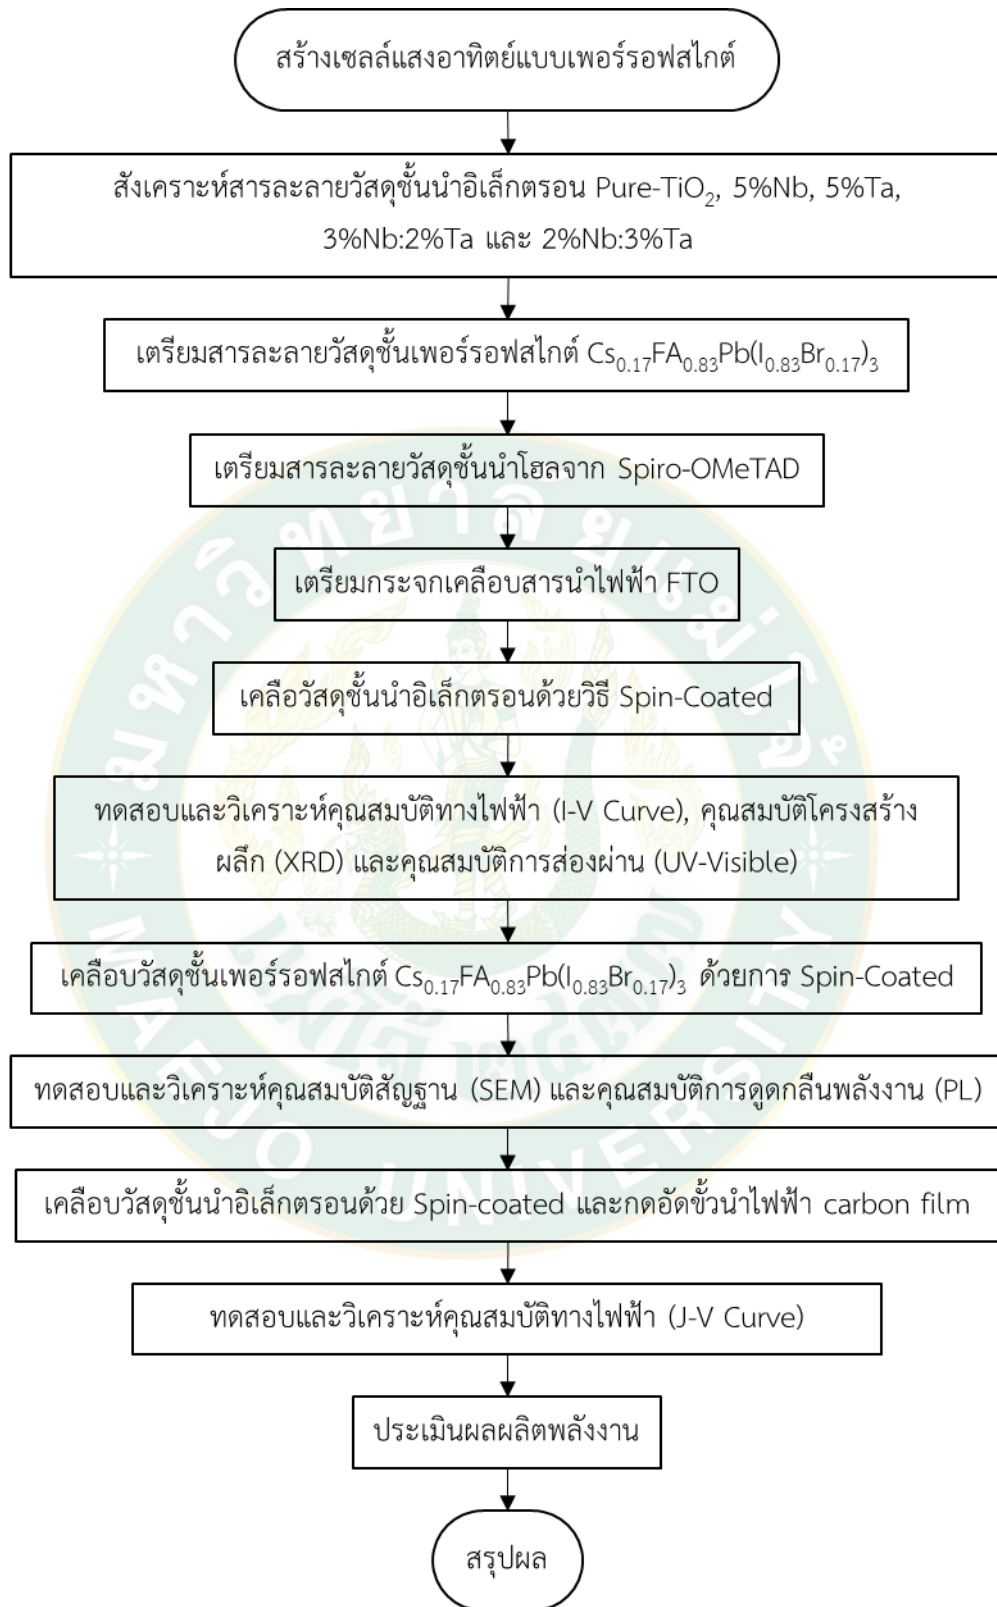 สร้างเซลล์แสงอาทิตย์แบบเพอร์รอฟสไกต์
สังเคราะห์สารละลายวัสดุชั้นนำอิเล็กตรอน Pure-TiO₂, 5%Nb, 5%Ta,
3%Nb:2%Ta และ 2%Nb:3%Ta
เตรียมสารละลายวัสดุชั้นเพอร์รอฟสไกต์ Cs₀.₁₇FA₀.₈₃Pb(I₀.₈₃Br₀.₁₇)₃
เตรียมสารละลายวัสดุชั้นนำโฮลจาก Spiro-OMeTAD
เตรียมกระจกเคลือบสารนำไฟฟ้า FTO
เคลือวัสดุชั้นนำอิเล็กตรอนด้วยวิธี Spin-Coated
ทดสอบและวิเคราะห์คุณสมบัติทางไฟฟ้า (I-V Curve), คุณสมบัติโครงสร้าง
ผลึก (XRD) และคุณสมบัติการส่องผ่าน (UV-Visible)
เคลือบวัสดุชั้นเพอร์รอฟสไกต์ Cs₀.₁₇FA₀.₈₃Pb(I₀.₈₃Br₀.₁₇)₃ ด้วยการ Spin-Coated
ทดสอบและวิเคราะห์คุณสมบัติสัญฐาน (SEM) และคุณสมบัติการดูดกลืนพลังงาน (PL)
เคลือบวัสดุชั้นนำอิเล็กตรอนด้วย Spin-coated และกดอัดขั้วนำไฟฟ้า carbon film
ทดสอบและวิเคราะห์คุณสมบัติทางไฟฟ้า (J-V Curve)
ประเมินผลผลิตพลังงาน
สรุปผล
มหาวิทยาลัยแม่โจ้
แม่โจ้ ๒๔๗๗
MAEJO UNIVERSITY